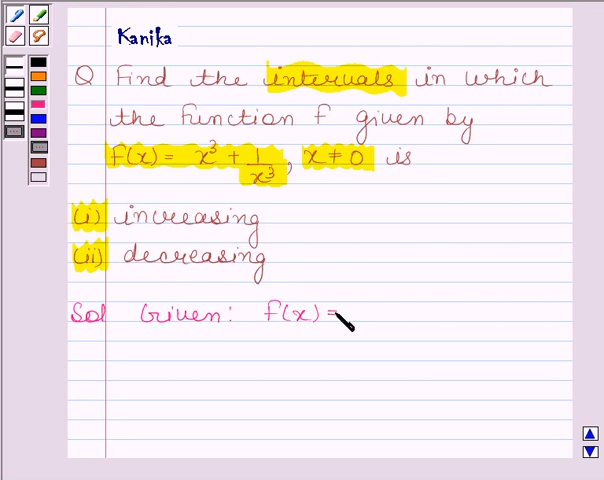 Kanika
Q Find the intervals in which
the function f given by
f(x) = x³ + 1/x³, x ≠ 0 is
(i) increasing
(ii) decreasing
Sol Given: f(x) =